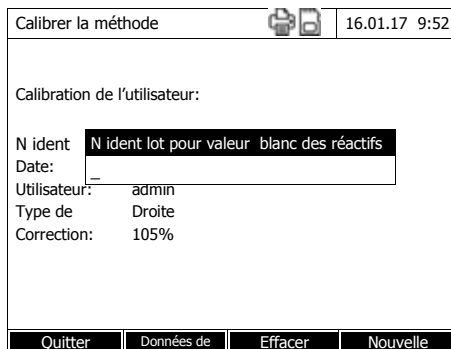 Calibrer la méthode 16.01.17 9:52
Calibration de l'utilisateur:
N ident
N ident lot pour valeur blanc des réactifs
Date:
_
Utilisateur: admin
Type de Droite
Correction: 105%
Quitter Données de Effacer Nouvelle